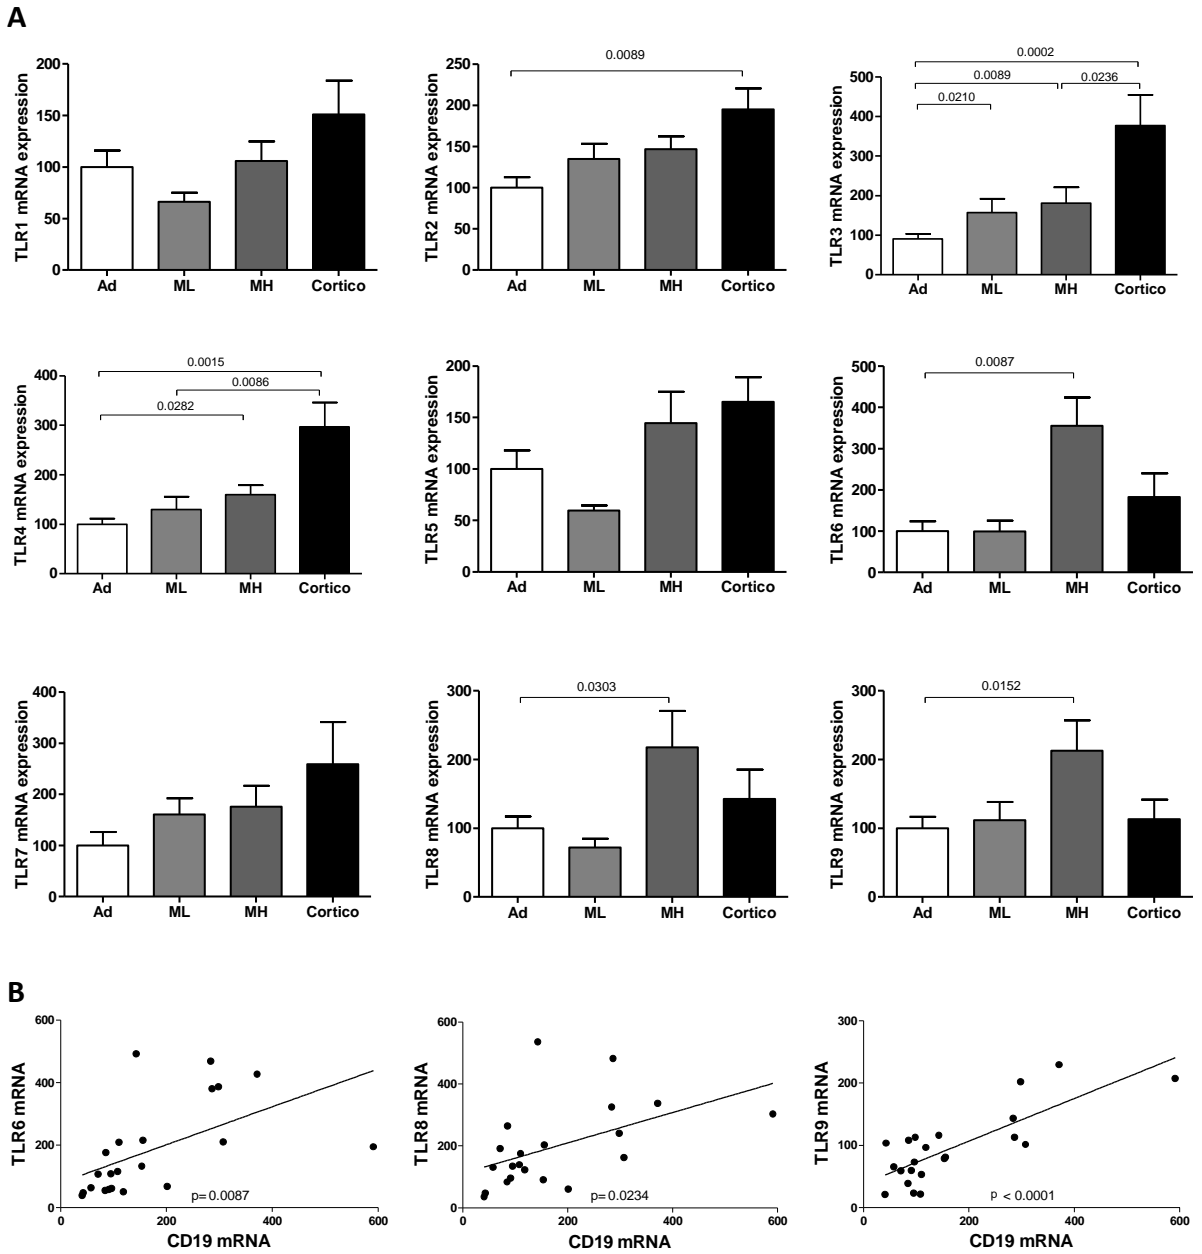 A
TLR1 mRNA expression
200
150
100
50
0
Ad ML MH Cortico
TLR2 mRNA expression
250
200
150
100
50
0
0.0089
Ad ML MH Cortico
TLR3 mRNA expression
500
400
300
200
100
0
0.0002
0.0089
0.0236
0.0210
Ad ML MH Cortico
TLR4 mRNA expression
400
300
200
100
0
0.0015
0.0086
0.0282
Ad ML MH Cortico
TLR5 mRNA expression
200
150
100
50
0
Ad ML MH Cortico
TLR6 mRNA expression
500
400
300
200
100
0
0.0087
Ad ML MH Cortico
TLR7 mRNA expression
400
300
200
100
0
Ad ML MH Cortico
TLR8 mRNA expression
300
200
100
0
0.0303
Ad ML MH Cortico
TLR9 mRNA expression
300
200
100
0
0.0152
Ad ML MH Cortico
B
TLR6 mRNA
600
400
200
0
p=0.0087
0 200 400 600
CD19 mRNA
TLR8 mRNA
600
400
200
0
p=0.0234
0 200 400 600
CD19 mRNA
TLR9 mRNA
300
200
100
0
p < 0.0001
0 200 400 600
CD19 mRNA